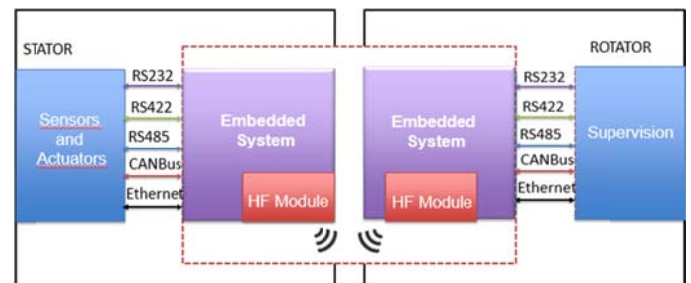 STATOR
Sensors
and
Actuators
RS232
RS422
RS485
CANBus
Ethernet
Embedded
System
HF Module
Embedded
System
HF Module
ROTATOR
RS232
RS422
RS485
CANBus
Ethernet
Supervision